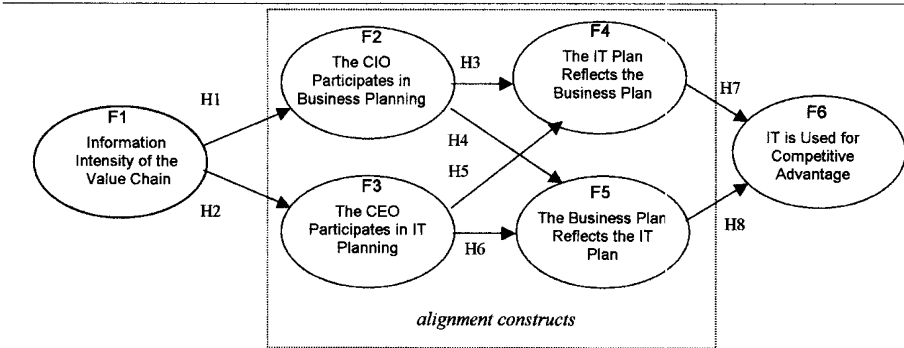 F1
Information
Intensity of the
Value Chain
H1
H2
F2
The CIO
Participates in
Business Planning
F3
The CEO
Participates in IT
Planning
H3
H4
H5
H6
F4
The IT Plan
Reflects the
Business Plan
F5
The Business Plan
Reflects the IT
Plan
H7
H8
F6
IT is Used for
Competitive
Advantage
alignment constructs